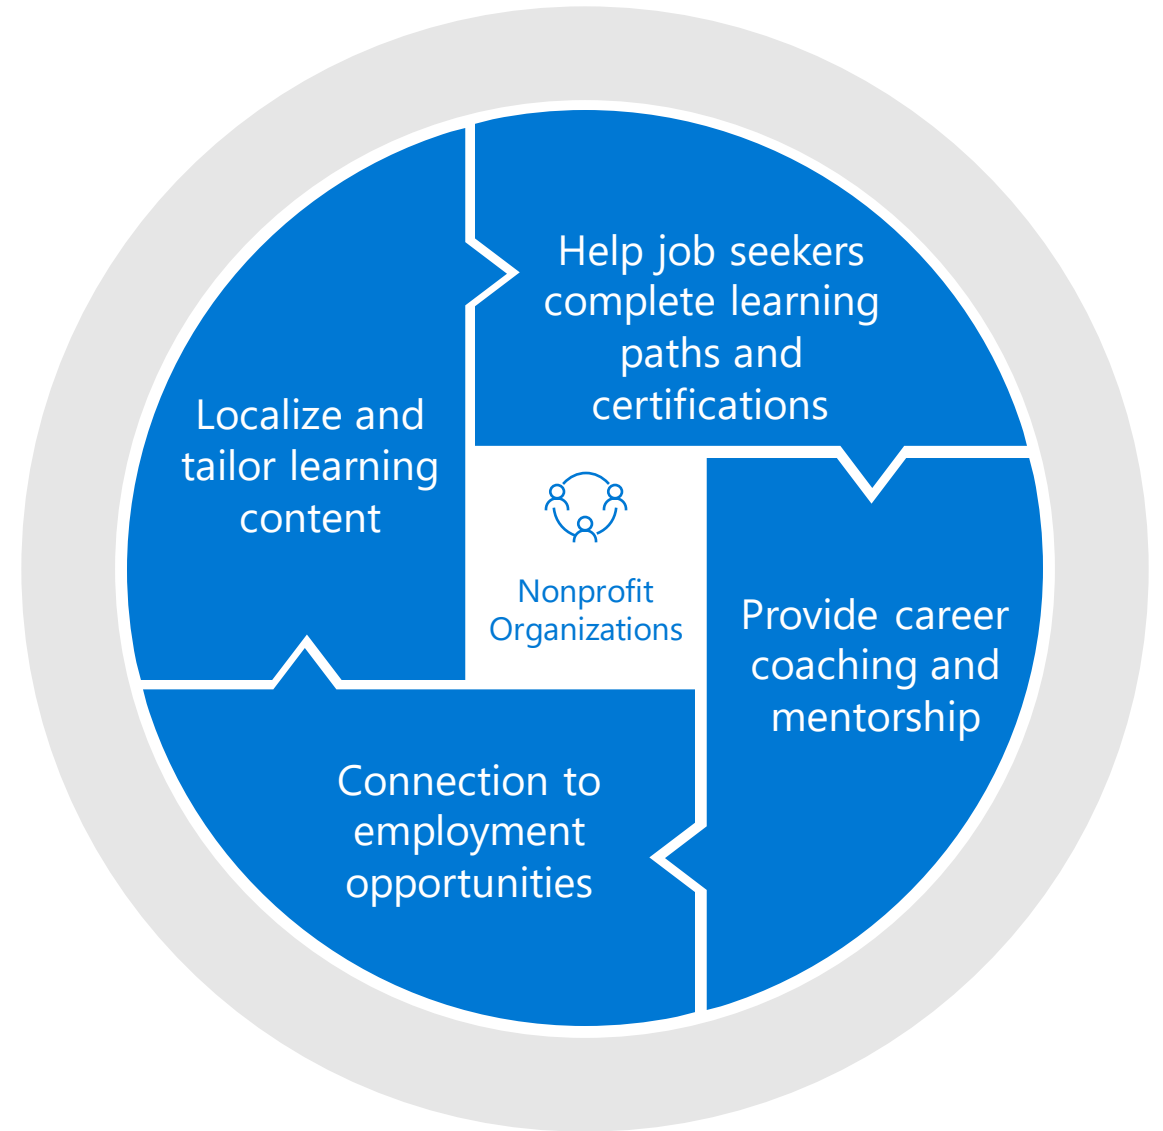 Help job seekers
complete learning
paths and
certifications
Localize and
tailor learning
content
Nonprofit
Organizations
Provide career
coaching and
mentorship
Connection to
employment
opportunities